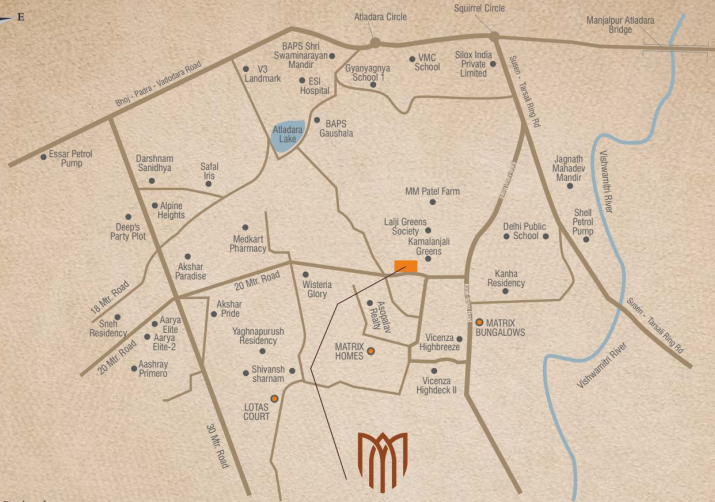 E
Atladara Circle
Squirrel Circle
Manjalpur Atladara
Bridge
BAPS Shri
Swaminarayan
Mandir
V3
Landmark
ESI
Hospital
Gyanyagnya
School 1
VMC
School
Silox India
Private
Limited
Susen - Tarsali Ring Rd
Bhoj - Padra - Vadodara Road
Atladara
Lake
BAPS
Gaushala
Essar Petrol
Pump
Darshnam
Sanidhya
Safal
Iris
Jagnath
Mahadev
Mandir
Vishwamitri River
Alpine
Heights
MM Patel Farm
Deep's
Party Plot
Medkart
Pharmacy
Lalji Greens
Society
Kamalanjali
Greens
Delhi Public
School
Shell
Petrol
Pump
Akshar
Paradise
18 Mtr. Road
20 Mtr. Road
Wisteria
Glory
Kanha
Residency
Susen - Tarsali Ring Rd
Sneh
Residency
Aarya
Elite
Aarya
Elite-2
Akshar
Pride
Asopalav
Realty
MATRIX
BUNGALOWS
20 Mtr. Road
Yaghnapurush
Residency
MATRIX
HOMES
Vicenza
Highbreeze
Aashray
Primero
Shivansh
sharnam
Vicenza
Highdeck II
Vishwamitri River
LOTAS
COURT
30 Mtr. Roiid